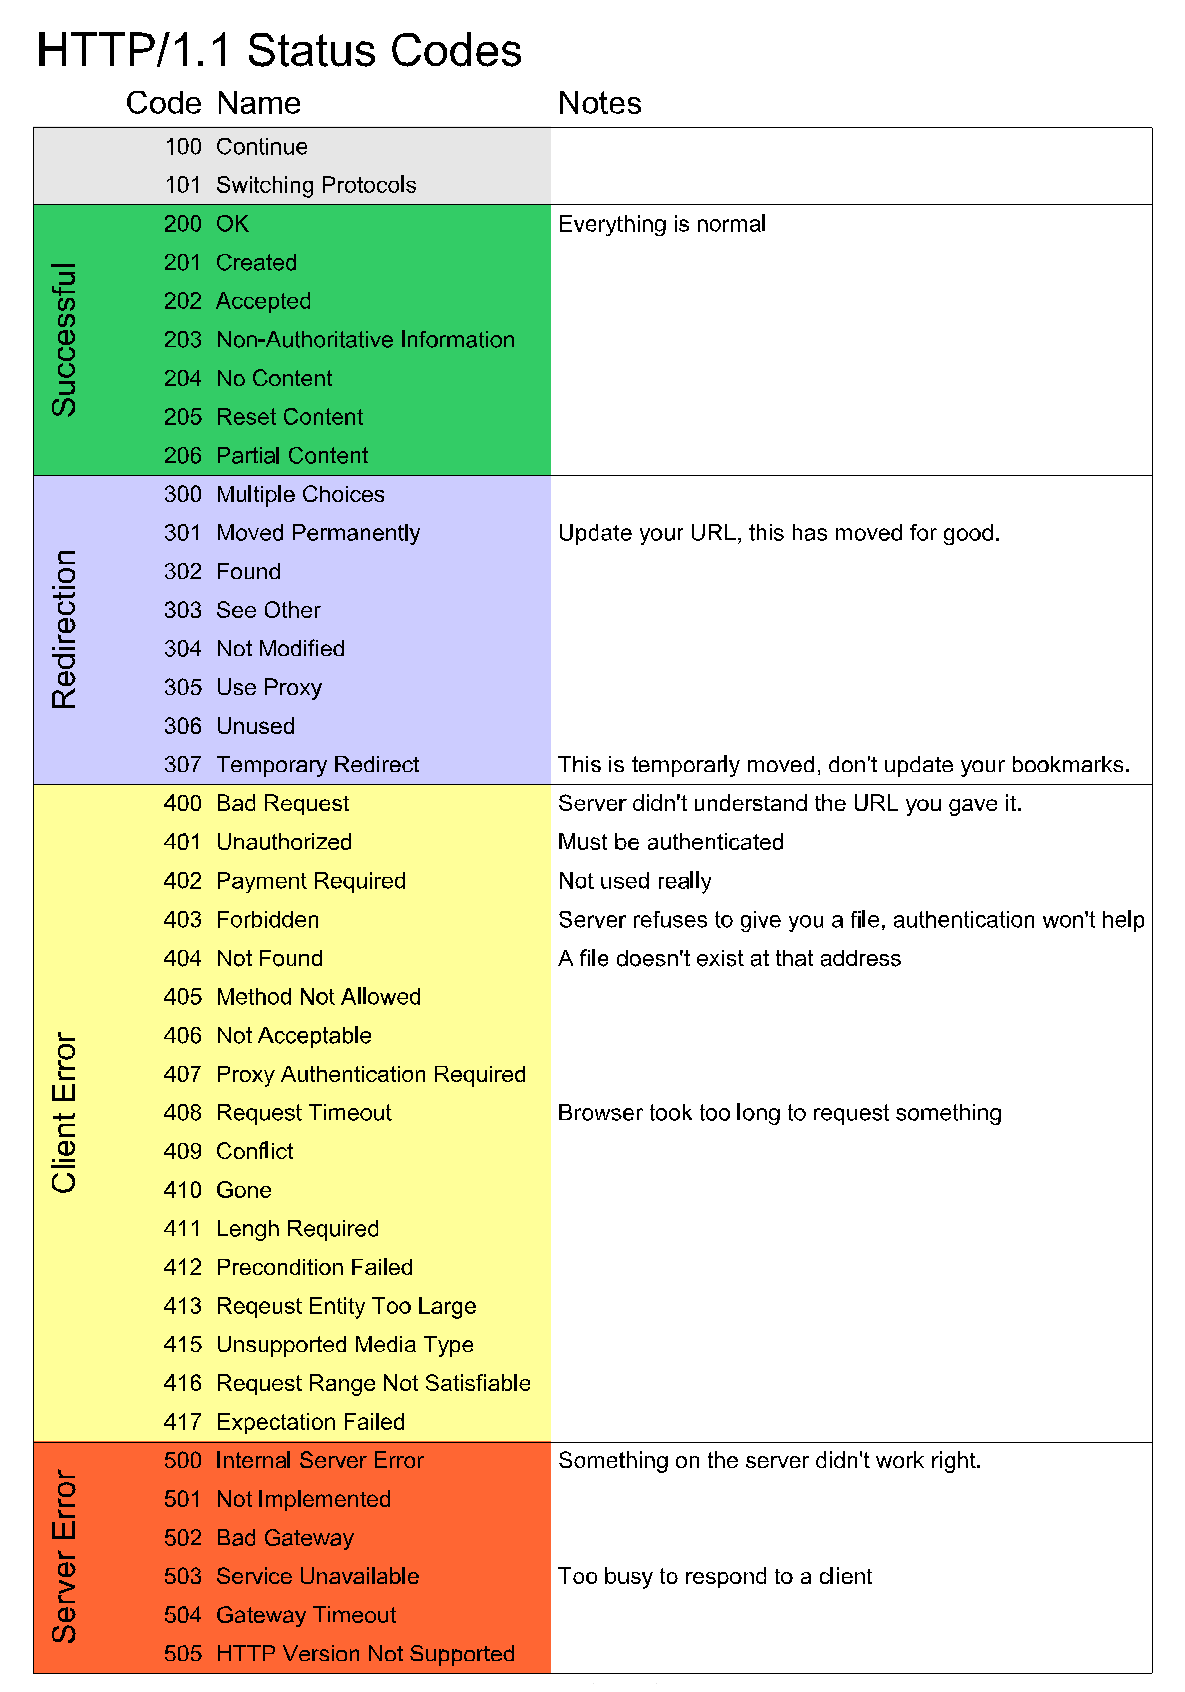 HTTP/1.1 Status Codes
Code Name Notes
100 Continue
101 Switching Protocols
Successful
200 OK Everything is normal
201 Created
202 Accepted
203 Non-Authoritative Information
204 No Content
205 Reset Content
206 Partial Content
Redirection
300 Multiple Choices
301 Moved Permanently Update your URL, this has moved for good.
302 Found
303 See Other
304 Not Modified
305 Use Proxy
306 Unused
307 Temporary Redirect This is temporarly moved, don't update your bookmarks.
Client Error
400 Bad Request Server didn't understand the URL you gave it.
401 Unauthorized Must be authenticated
402 Payment Required Not used really
403 Forbidden Server refuses to give you a file, authentication won't help
404 Not Found A file doesn't exist at that address
405 Method Not Allowed
406 Not Acceptable
407 Proxy Authentication Required
408 Request Timeout Browser took too long to request something
409 Conflict
410 Gone
411 Lengh Required
412 Precondition Failed
413 Reqeust Entity Too Large
415 Unsupported Media Type
416 Request Range Not Satisfiable
417 Expectation Failed
Server Error
500 Internal Server Error Something on the server didn't work right.
501 Not Implemented
502 Bad Gateway
503 Service Unavailable Too busy to respond to a client
504 Gateway Timeout
505 HTTP Version Not Supported